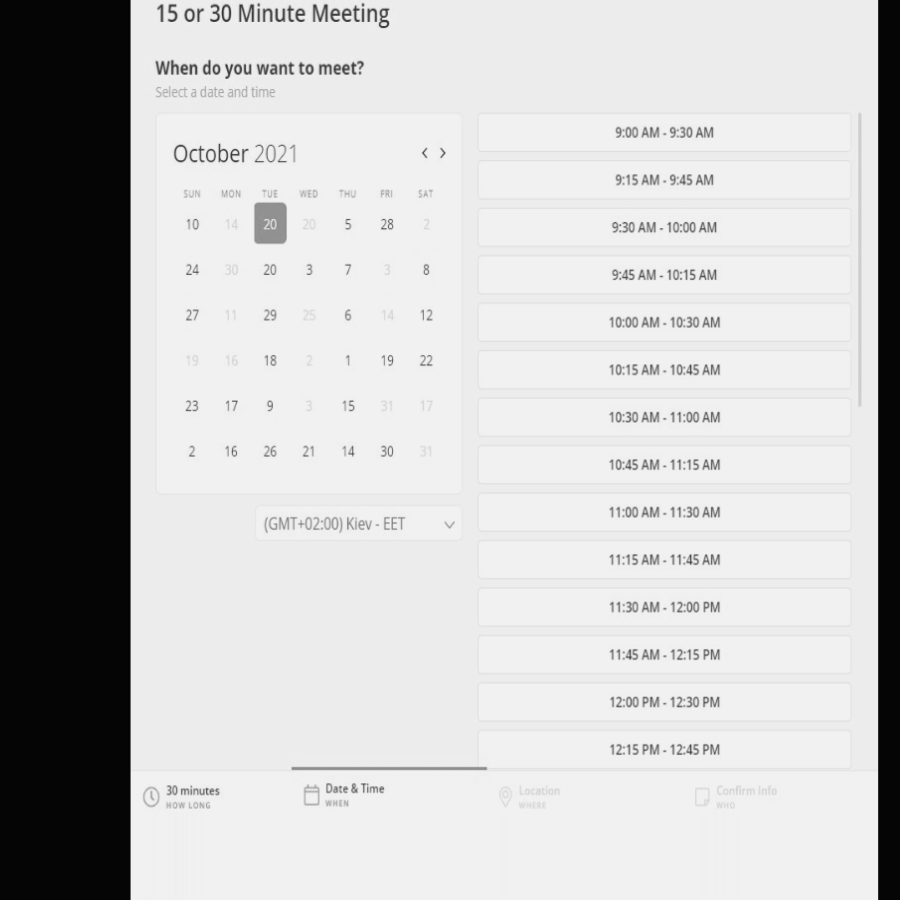 15 or 30 Minute Meeting
When do you want to meet?
Select a date and time
October 2021
SUN MON TUE WED THU FRI SAT
10 14 20 20 5 28 2
24 30 20 3 7 3 8
27 11 29 25 6 14 12
19 16 18 2 1 19 22
23 17 9 3 15 31 17
2 16 26 21 14 30 31
(GMT+02:00) Kiev - EET
9:00 AM - 9:30 AM
9:15 AM - 9:45 AM
9:30 AM - 10:00 AM
9:45 AM - 10:15 AM
10:00 AM - 10:30 AM
10:15 AM - 10:45 AM
10:30 AM - 11:00 AM
10:45 AM - 11:15 AM
11:00 AM - 11:30 AM
11:15 AM - 11:45 AM
11:30 AM - 12:00 PM
11:45 AM - 12:15 PM
12:00 PM - 12:30 PM
12:15 PM - 12:45 PM
30 minutes
HOW LONG
Date & Time
WHEN
Location
WHERE
Confirm Info
WHO